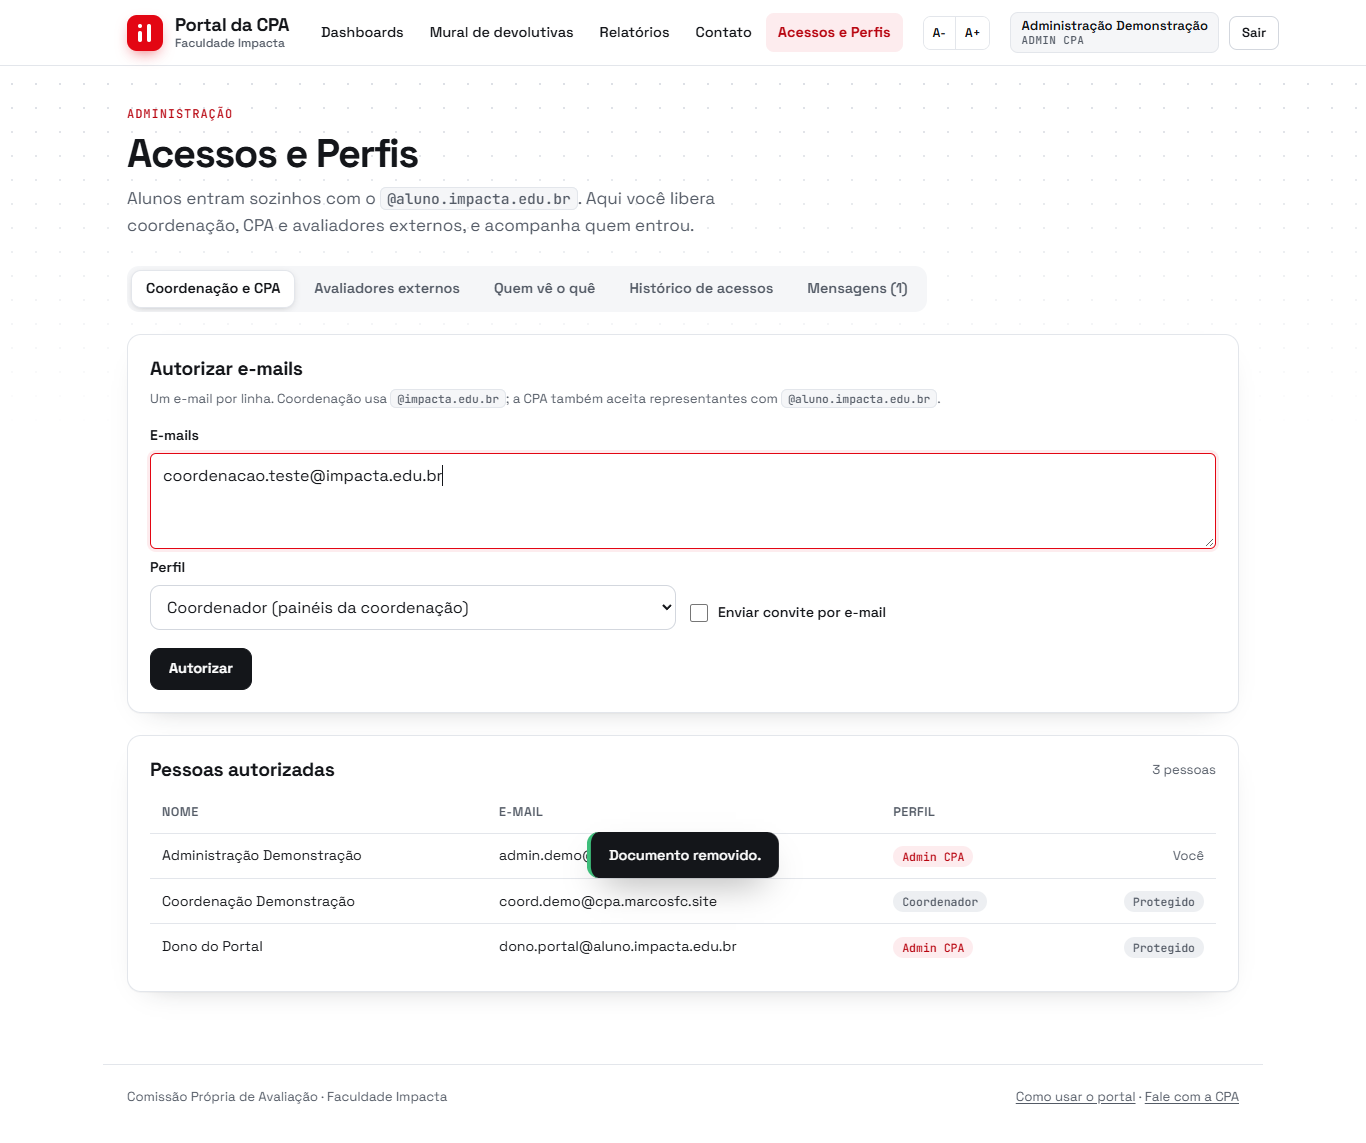 Portal da CPA
Faculdade Impacta
Dashboards
Mural de devolutivas
Relatórios
Contato
Acessos e Perfis
A-
A+
Administração Demonstração
ADMIN CPA
Sair
ADMINISTRAÇÃO
Acessos e Perfis
Alunos entram sozinhos com o @aluno.impacta.edu.br. Aqui você libera
coordenação, CPA e avaliadores externos, e acompanha quem entrou.
Coordenação e CPA
Avaliadores externos
Quem vê o quê
Histórico de acessos
Mensagens (1)
Autorizar e-mails
Um e-mail por linha. Coordenação usa @impacta.edu.br; a CPA também aceita representantes com @aluno.impacta.edu.br.
E-mails
coordenacao.teste@impacta.edu.br
Perfil
Coordenador (painéis da coordenação)
Enviar convite por e-mail
Autorizar
Pessoas autorizadas
3 pessoas
NOME
E-MAIL
PERFIL
Administração Demonstração
admin.demo@
Documento removido.
Admin CPA
Você
Coordenação Demonstração
coord.demo@cpa.marcosfc.site
Coordenador
Protegido
Dono do Portal
dono.portal@aluno.impacta.edu.br
Admin CPA
Protegido
Comissão Própria de Avaliação · Faculdade Impacta
Como usar o portal · Fale com a CPA